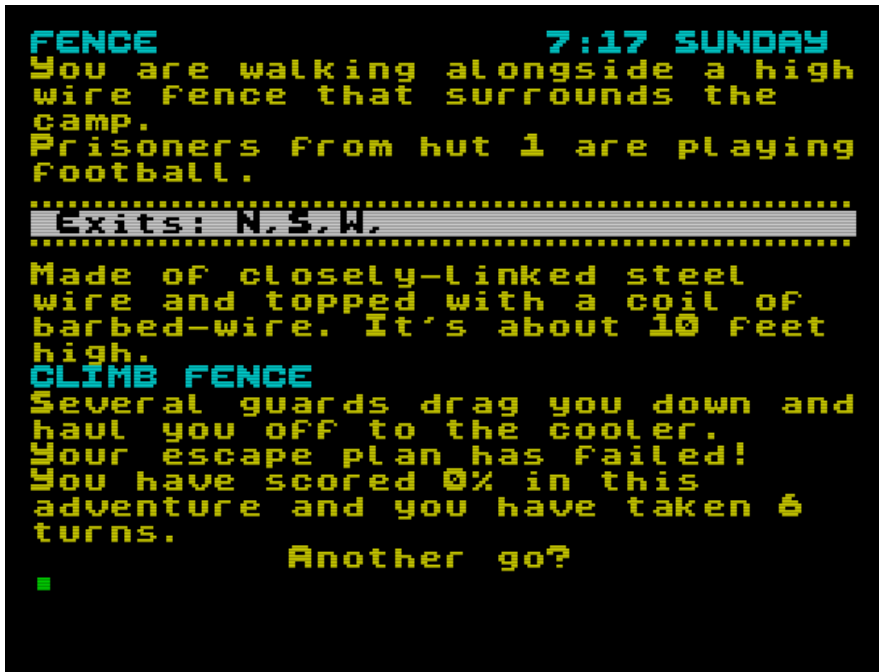 FENCE 7:17 SUNDAY
You are walking alongside a high
wire fence that surrounds the
camp.
Prisoners from hut 1 are playing
football.
Exits: N,S,W,
Made of closely-linked steel
wire and topped with a coil of
barbed-wire. It's about 10 feet
high.
CLIMB FENCE
Several guards drag you down and
haul you off to the cooler.
Your escape plan has failed!
You have scored 0% in this
adventure and you have taken 6
turns.
Another go?